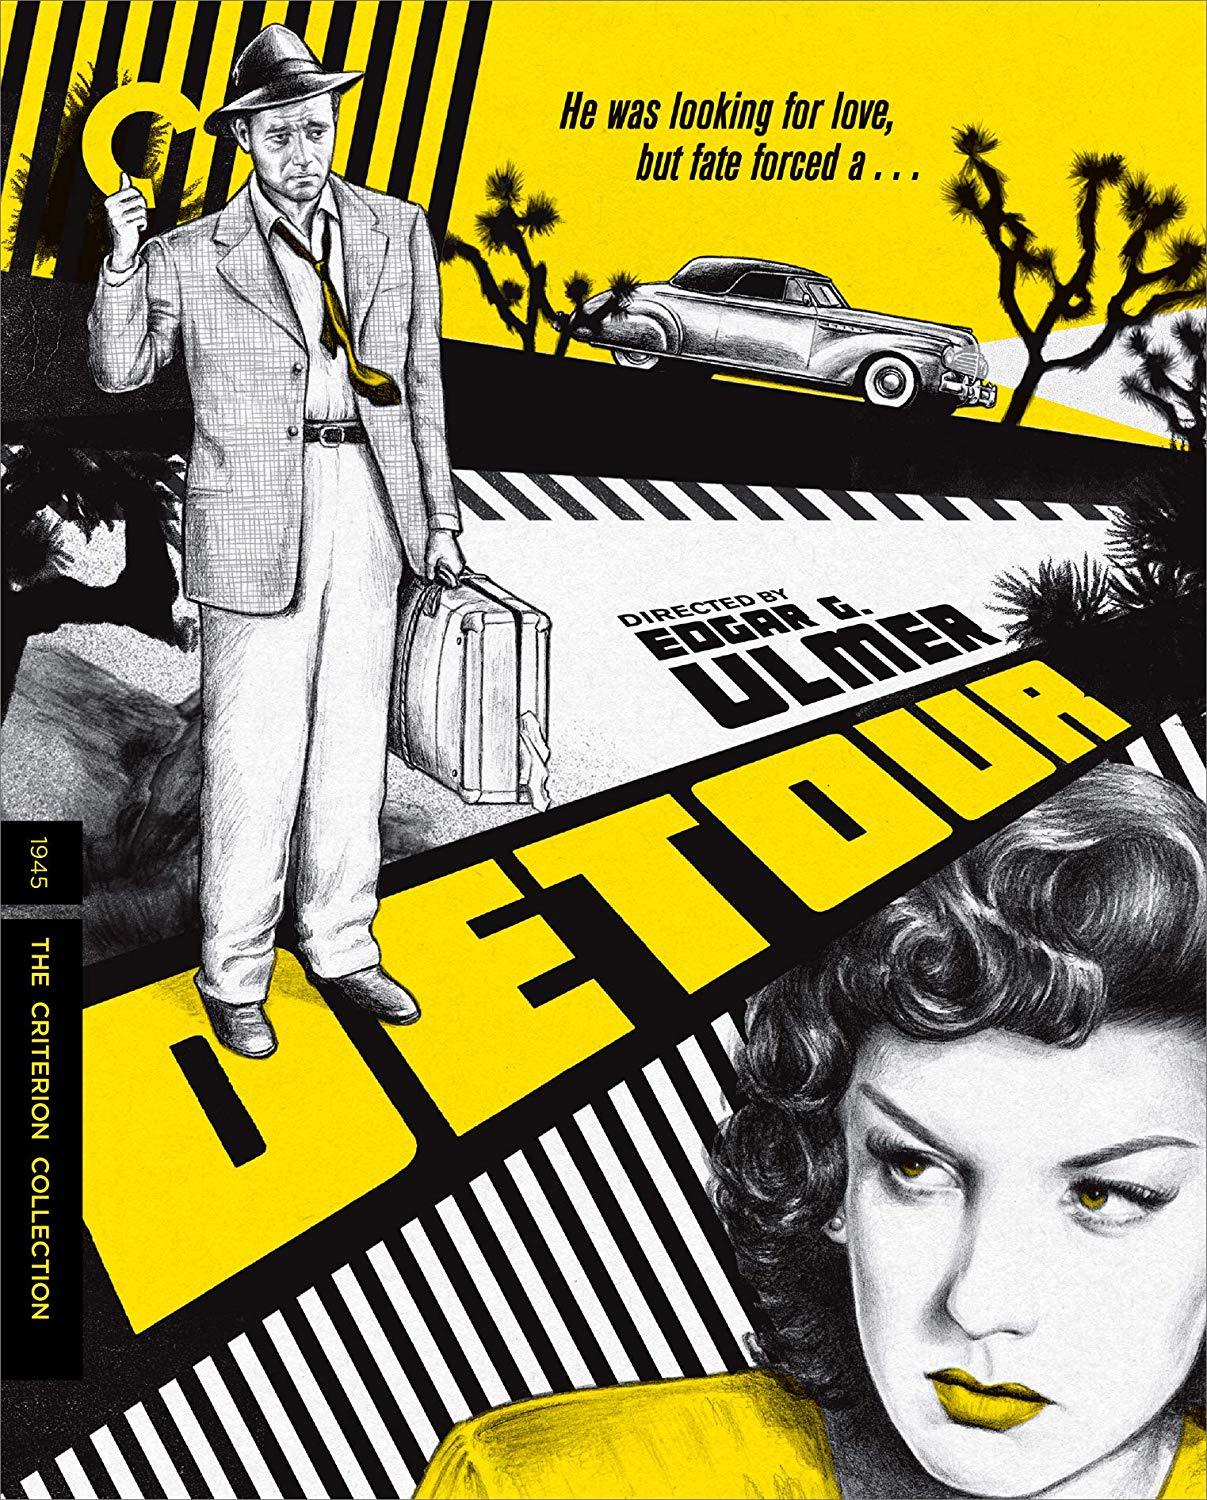 He was looking for love,
but fate forced a . . .
DIRECTED BY
EDGAR G.
ULMER
DETOUR
1945
THE CRITERION COLLECTION